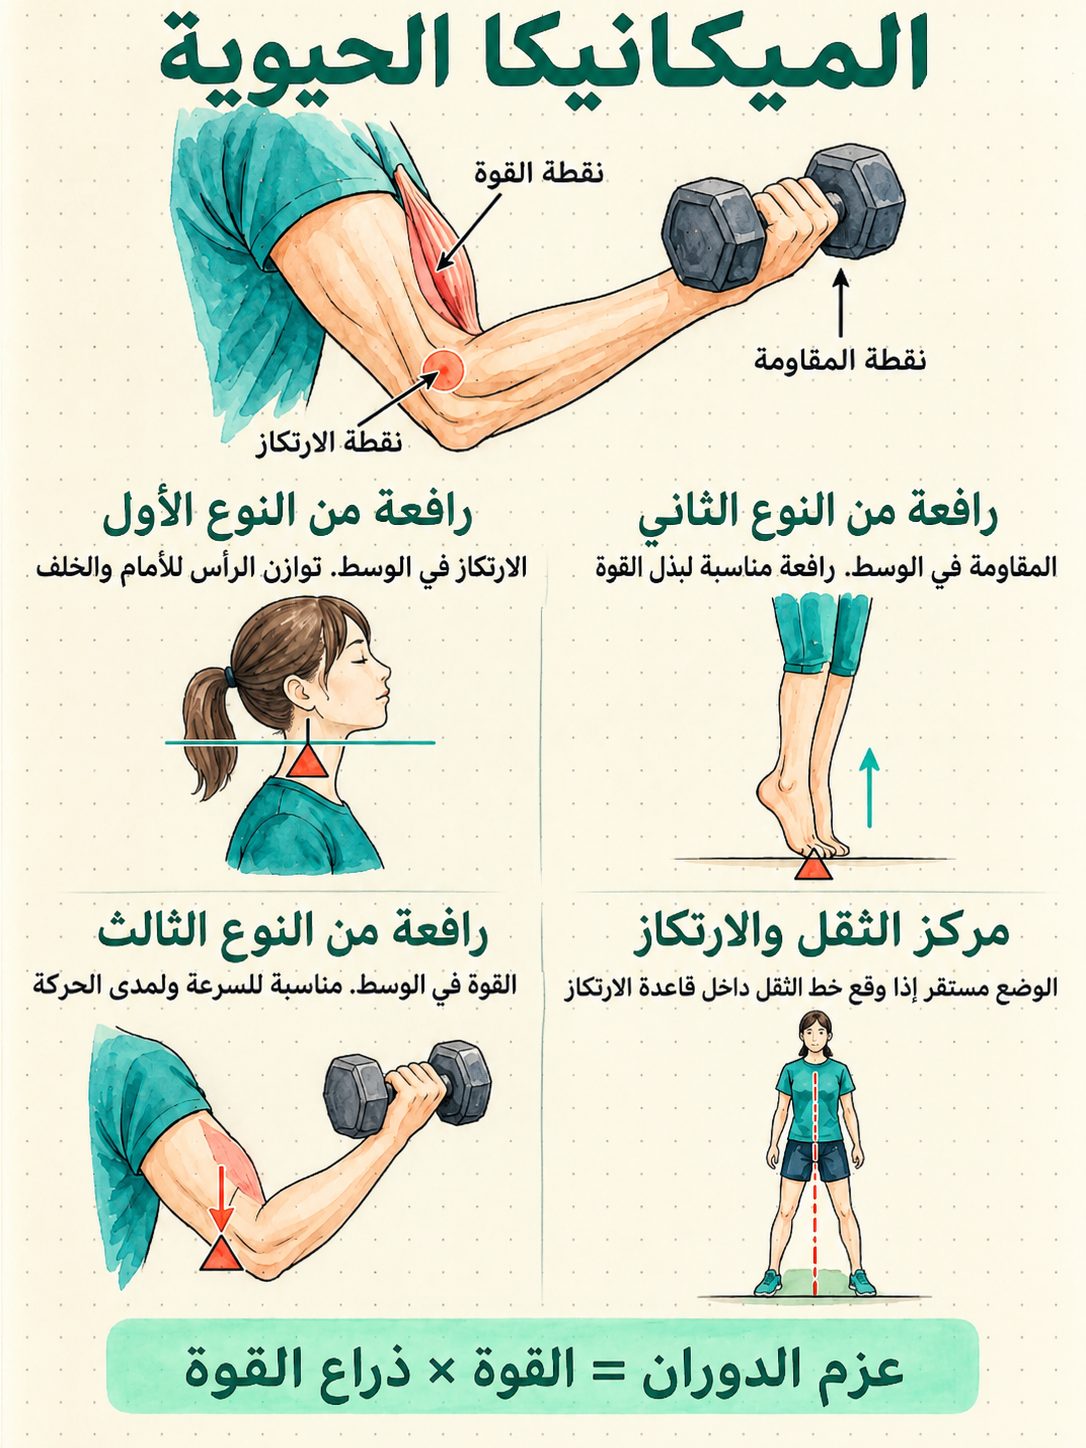 الميكانيكا الحيوية
نقطة القوة
نقطة المقاومة
نقطة الارتكاز
رافعة من النوع الثاني
المقاومة في الوسط. رافعة مناسبة لبذل القوة
رافعة من النوع الأول
الارتكاز في الوسط. توازن الرأس للأمام والخلف
مركز الثقل والارتكاز
الوضع مستقر إذا وقع خط الثقل داخل قاعدة الارتكاز
رافعة من النوع الثالث
القوة في الوسط. مناسبة للسرعة ولمدى الحركة
عزم الدوران = القوة × ذراع القوة